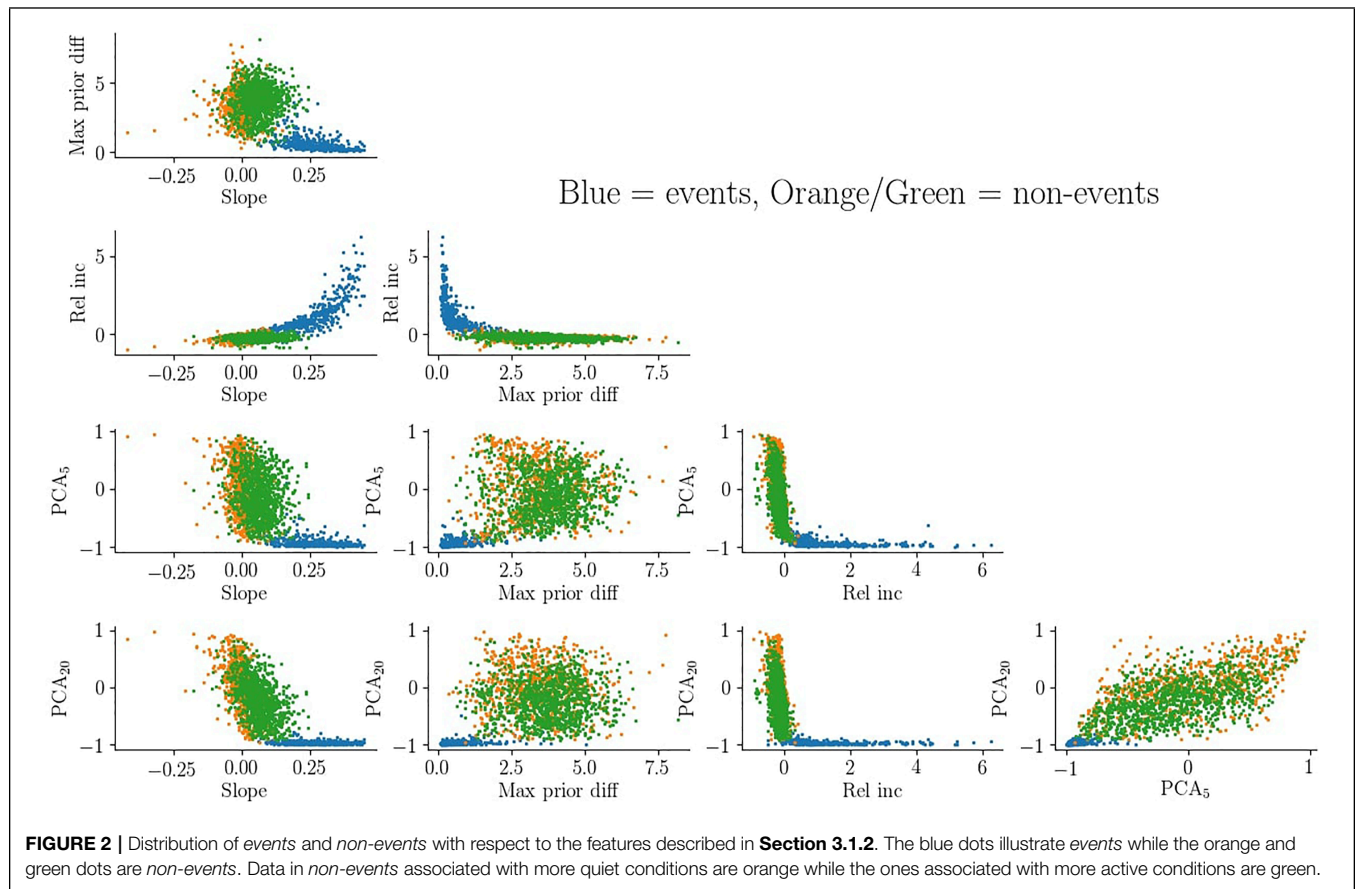 Max prior diff
5
0
−0.25 0.00 0.25
Slope
Blue = events, Orange/Green = non-events
Rel inc
5
0
−0.25 0.00 0.25
Slope
Rel inc
5
0
0.0 2.5 5.0 7.5
Max prior diff
PCA5
1
0
−1
−0.25 0.00 0.25
Slope
PCA5
1
0
−1
0.0 2.5 5.0 7.5
Max prior diff
PCA5
1
0
−1
0 2 4 6
Rel inc
PCA20
1
0
−1
−0.25 0.00 0.25
Slope
PCA20
1
0
−1
0.0 2.5 5.0 7.5
Max prior diff
PCA20
1
0
−1
0 2 4 6
Rel inc
PCA20
1
0
−1
−1 0 1
PCA5
FIGURE 2 | Distribution of events and non-events with respect to the features described in Section 3.1.2. The blue dots illustrate events while the orange and
green dots are non-events. Data in non-events associated with more quiet conditions are orange while the ones associated with more active conditions are green.